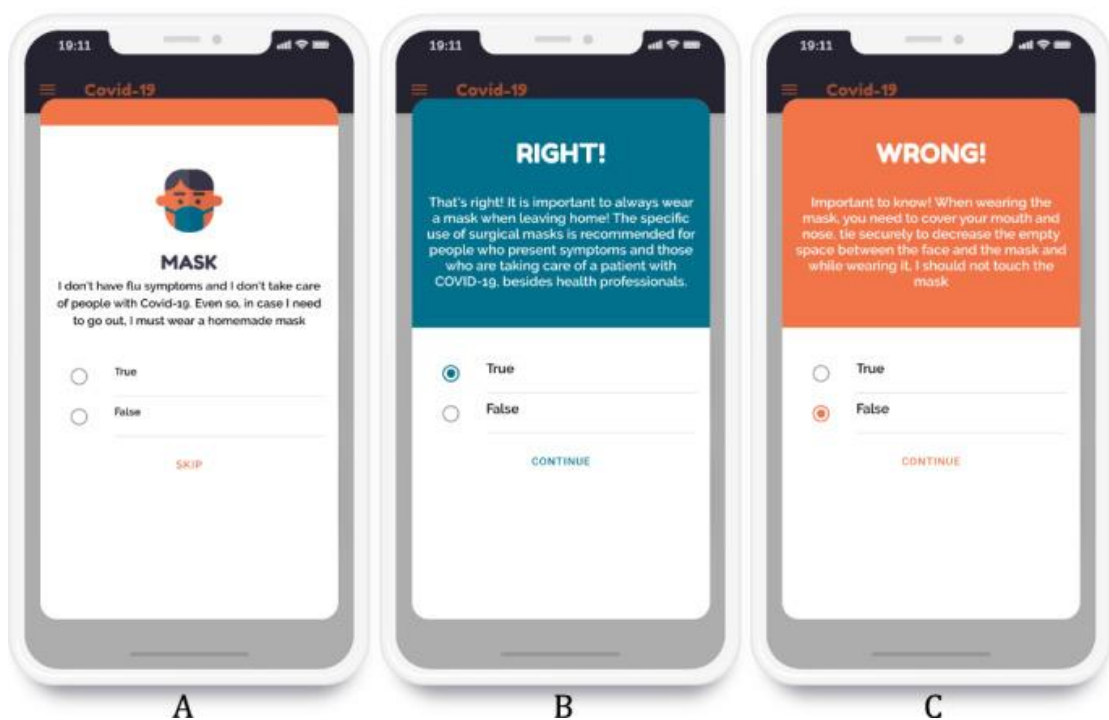 19:11
Covid-19
MASK
I don't have flu symptoms and I don't take care
of people with Covid-19. Even so, in case I need
to go out, I must wear a homemade mask
True
False
SKIP
A
19:11
Covid-19
RIGHT!
That's right! It is important to always wear
a mask when leaving home! The specific
use of surgical masks is recommended for
people who present symptoms and those
who are taking care of a patient with
COVID-19, besides health professionals.
True
False
CONTINUE
B
19:11
Covid-19
WRONG!
Important to know! When wearing the
mask, you need to cover your mouth and
nose, tie securely to decrease the empty
space between the face and the mask and
while wearing it, I should not touch the
mask
True
False
CONTINUE
C